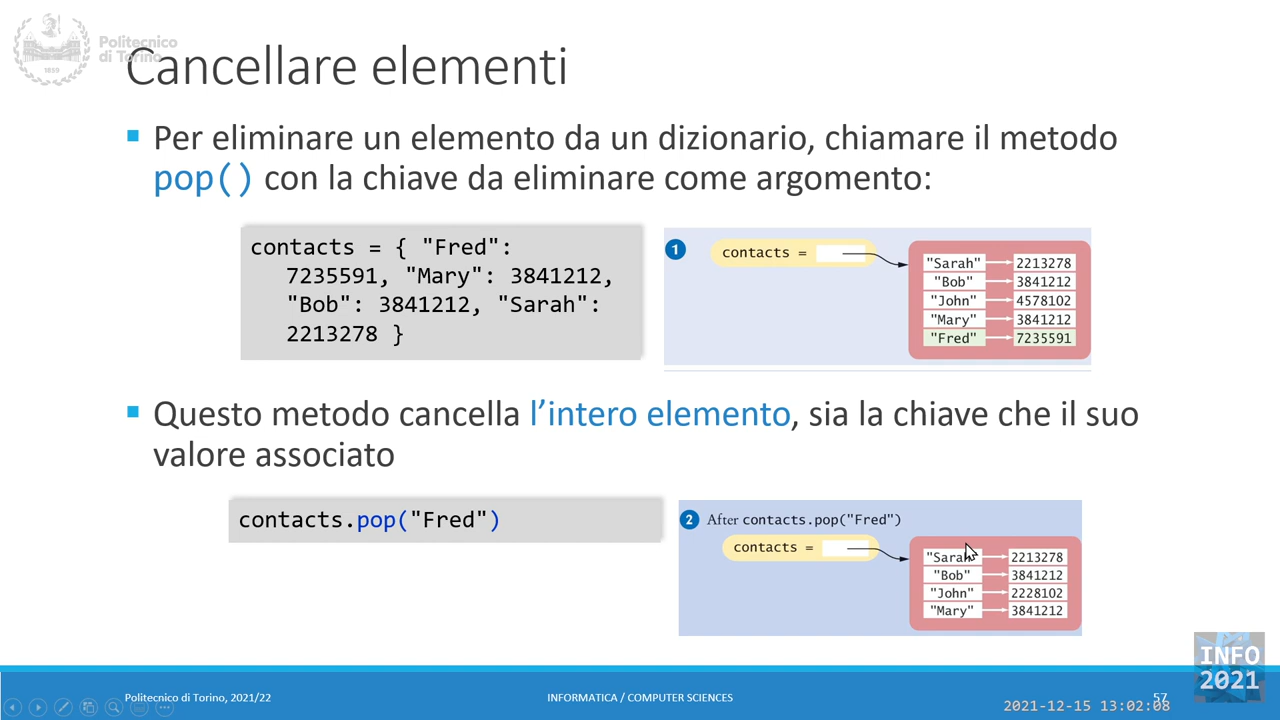 Politecnico
di Torino
1859
Cancellare elementi
Per eliminare un elemento da un dizionario, chiamare il metodo
pop() con la chiave da eliminare come argomento:
contacts = { "Fred":
7235591, "Mary": 3841212,
"Bob": 3841212, "Sarah":
2213278 }
1
contacts =
"Sarah" 2213278
"Bob" 3841212
"John" 4578102
"Mary" 3841212
"Fred" 7235591
Questo metodo cancella l’intero elemento, sia la chiave che il suo
valore associato
contacts.pop("Fred")
2 After contacts.pop("Fred")
contacts =
"Sarah" 2213278
"Bob" 3841212
"John" 2228102
"Mary" 3841212
INFO
2021
Politecnico di Torino, 2021/22
INFORMATICA / COMPUTER SCIENCES
57
2021-12-15 13:02:08